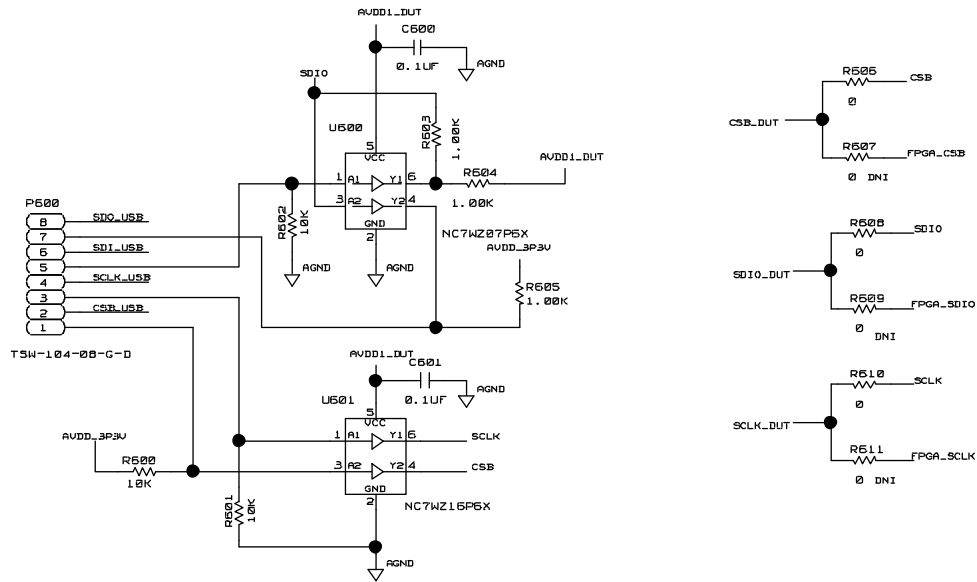 AVDD1_DUT
C600
0.1UF
AGND
SDIO
U600
5
VCC
R603
1.00K
1 A1 Y1 6
3 A2 Y2 4
GND
2
R604
1.00K
AVDD1_DUT
NC7WZ07P6X
R602
10K
AGND
AGND
AVDD_3P3V
R605
1.00K
P600
8 SDO_USB
7
6 SDI_USB
5
4 SCLK_USB
3
2 CSB_USB
1
TSW-104-08-G-D
AVDD1_DUT
C601
0.1UF
AGND
U601
5
VCC
1 A1 Y1 6 SCLK
3 A2 Y2 4 CSB
GND
2
NC7WZ16P6X
AVDD_3P3V
R600
10K
R601
10K
AGND
R606
CSB
0
CSB_DUT
R607
FPGA_CSB
0 DNI
R608
SDIO
0
SDIO_DUT
R609
FPGA_SDIO
0 DNI
R610
SCLK
0
SCLK_DUT
R611
FPGA_SCLK
0 DNI